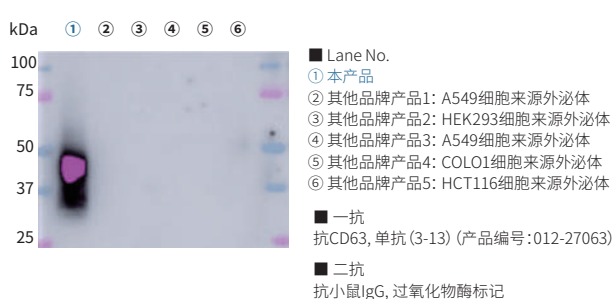 kDa ① ② ③ ④ ⑤ ⑥
100
75
50
37
25
■ Lane No.
① 本产品
② 其他品牌产品1: A549细胞来源外泌体
③ 其他品牌产品2: HEK293细胞来源外泌体
④ 其他品牌产品3: A549细胞来源外泌体
⑤ 其他品牌产品4: COLO1细胞来源外泌体
⑥ 其他品牌产品5: HCT116细胞来源外泌体
■ 一抗
抗CD63, 单抗 (3-13) (产品编号:012-27063)
■ 二抗
抗小鼠IgG, 过氧化物酶标记